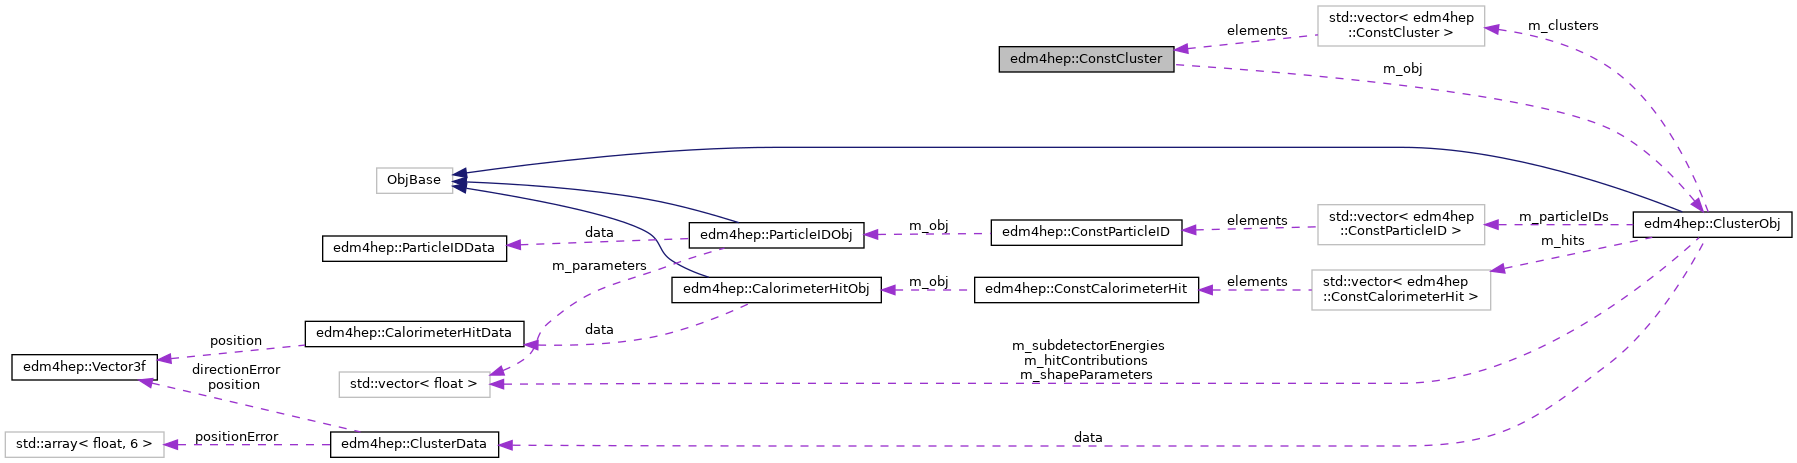 std::vector< edm4hep
::ConstCluster >
m_clusters
elements
edm4hep::ConstCluster
m_obj
ObjBase
std::vector< edm4hep
::ConstParticleID >
m_particleIDs
elements
edm4hep::ClusterObj
m_obj
edm4hep::ConstParticleID
edm4hep::ParticleIDObj
data
edm4hep::ParticleIDData
m_hits
m_parameters
std::vector< edm4hep
::ConstCalorimeterHit >
elements
edm4hep::ConstCalorimeterHit
m_obj
edm4hep::CalorimeterHitObj
data
edm4hep::CalorimeterHitData
position
edm4hep::Vector3f
directionError
position
std::vector< float >
m_subdetectorEnergies
m_hitContributions
m_shapeParameters
std::array< float, 6 >
positionError
edm4hep::ClusterData
data